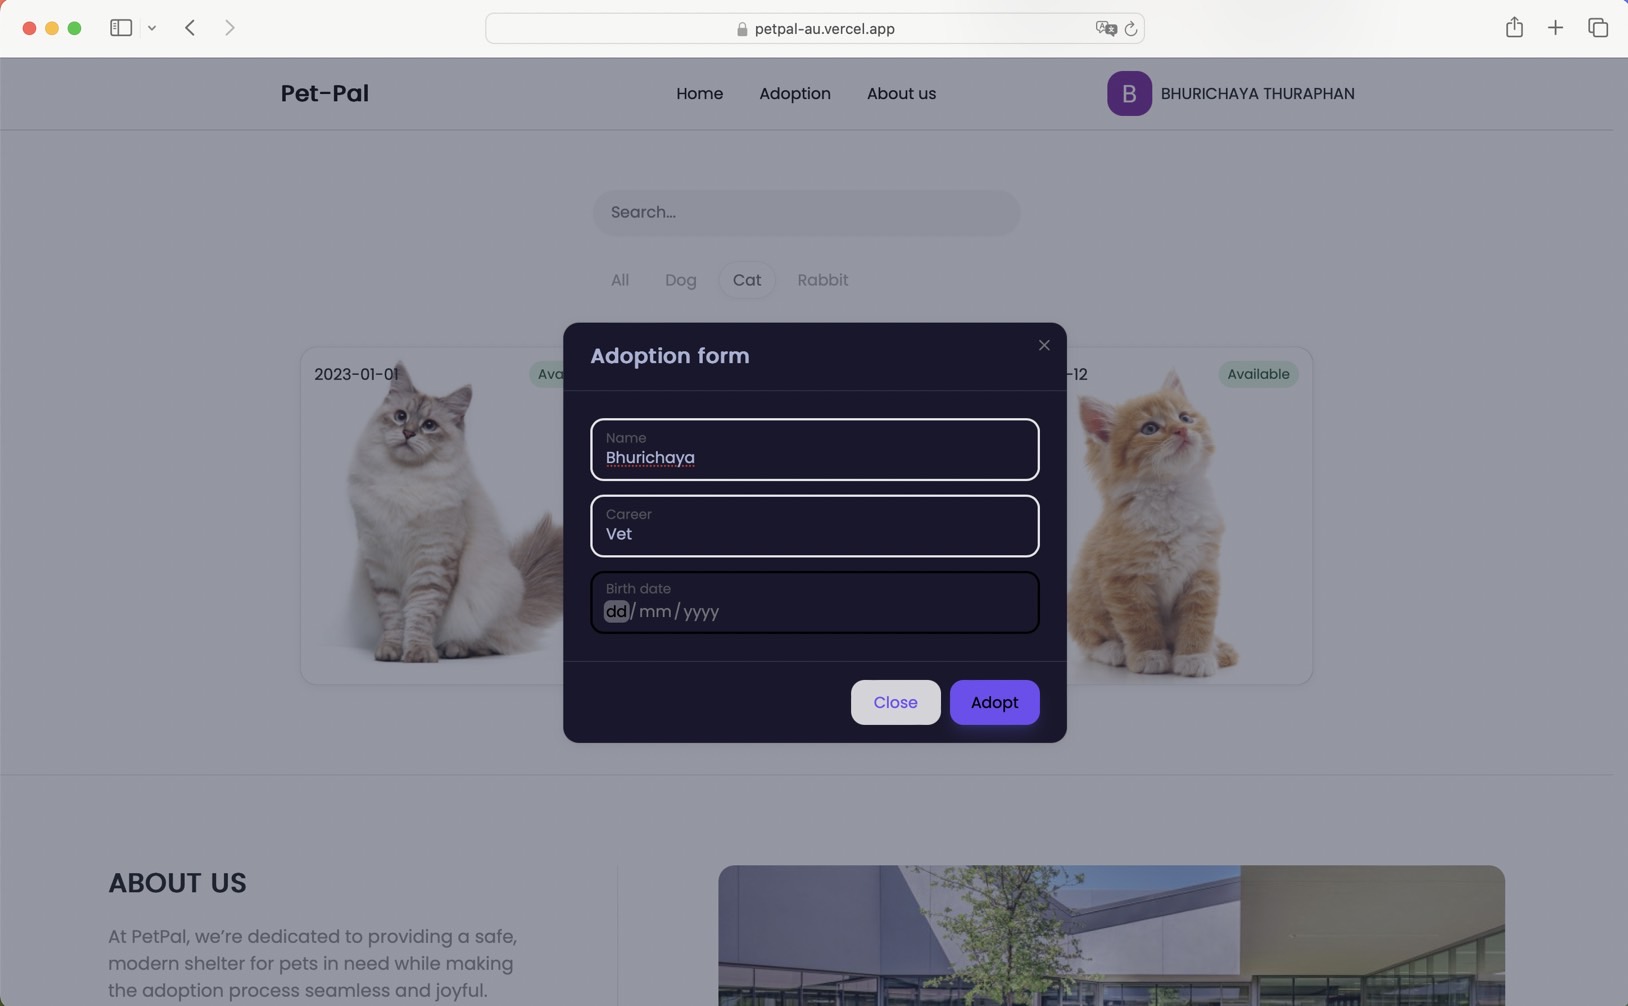 petpal-au.vercel.app
Pet-Pal
Home Adoption About us
B BHURICHAYA THURAPHAN
Search...
All Dog Cat Rabbit
2023-01-01
-12 Available
Adoption form
Name
Bhurichaya
Career
Vet
Birth date
dd/mm/yyyy
Close Adopt
ABOUT US
At PetPal, we’re dedicated to providing a safe,
modern shelter for pets in need while making
the adoption process seamless and joyful.